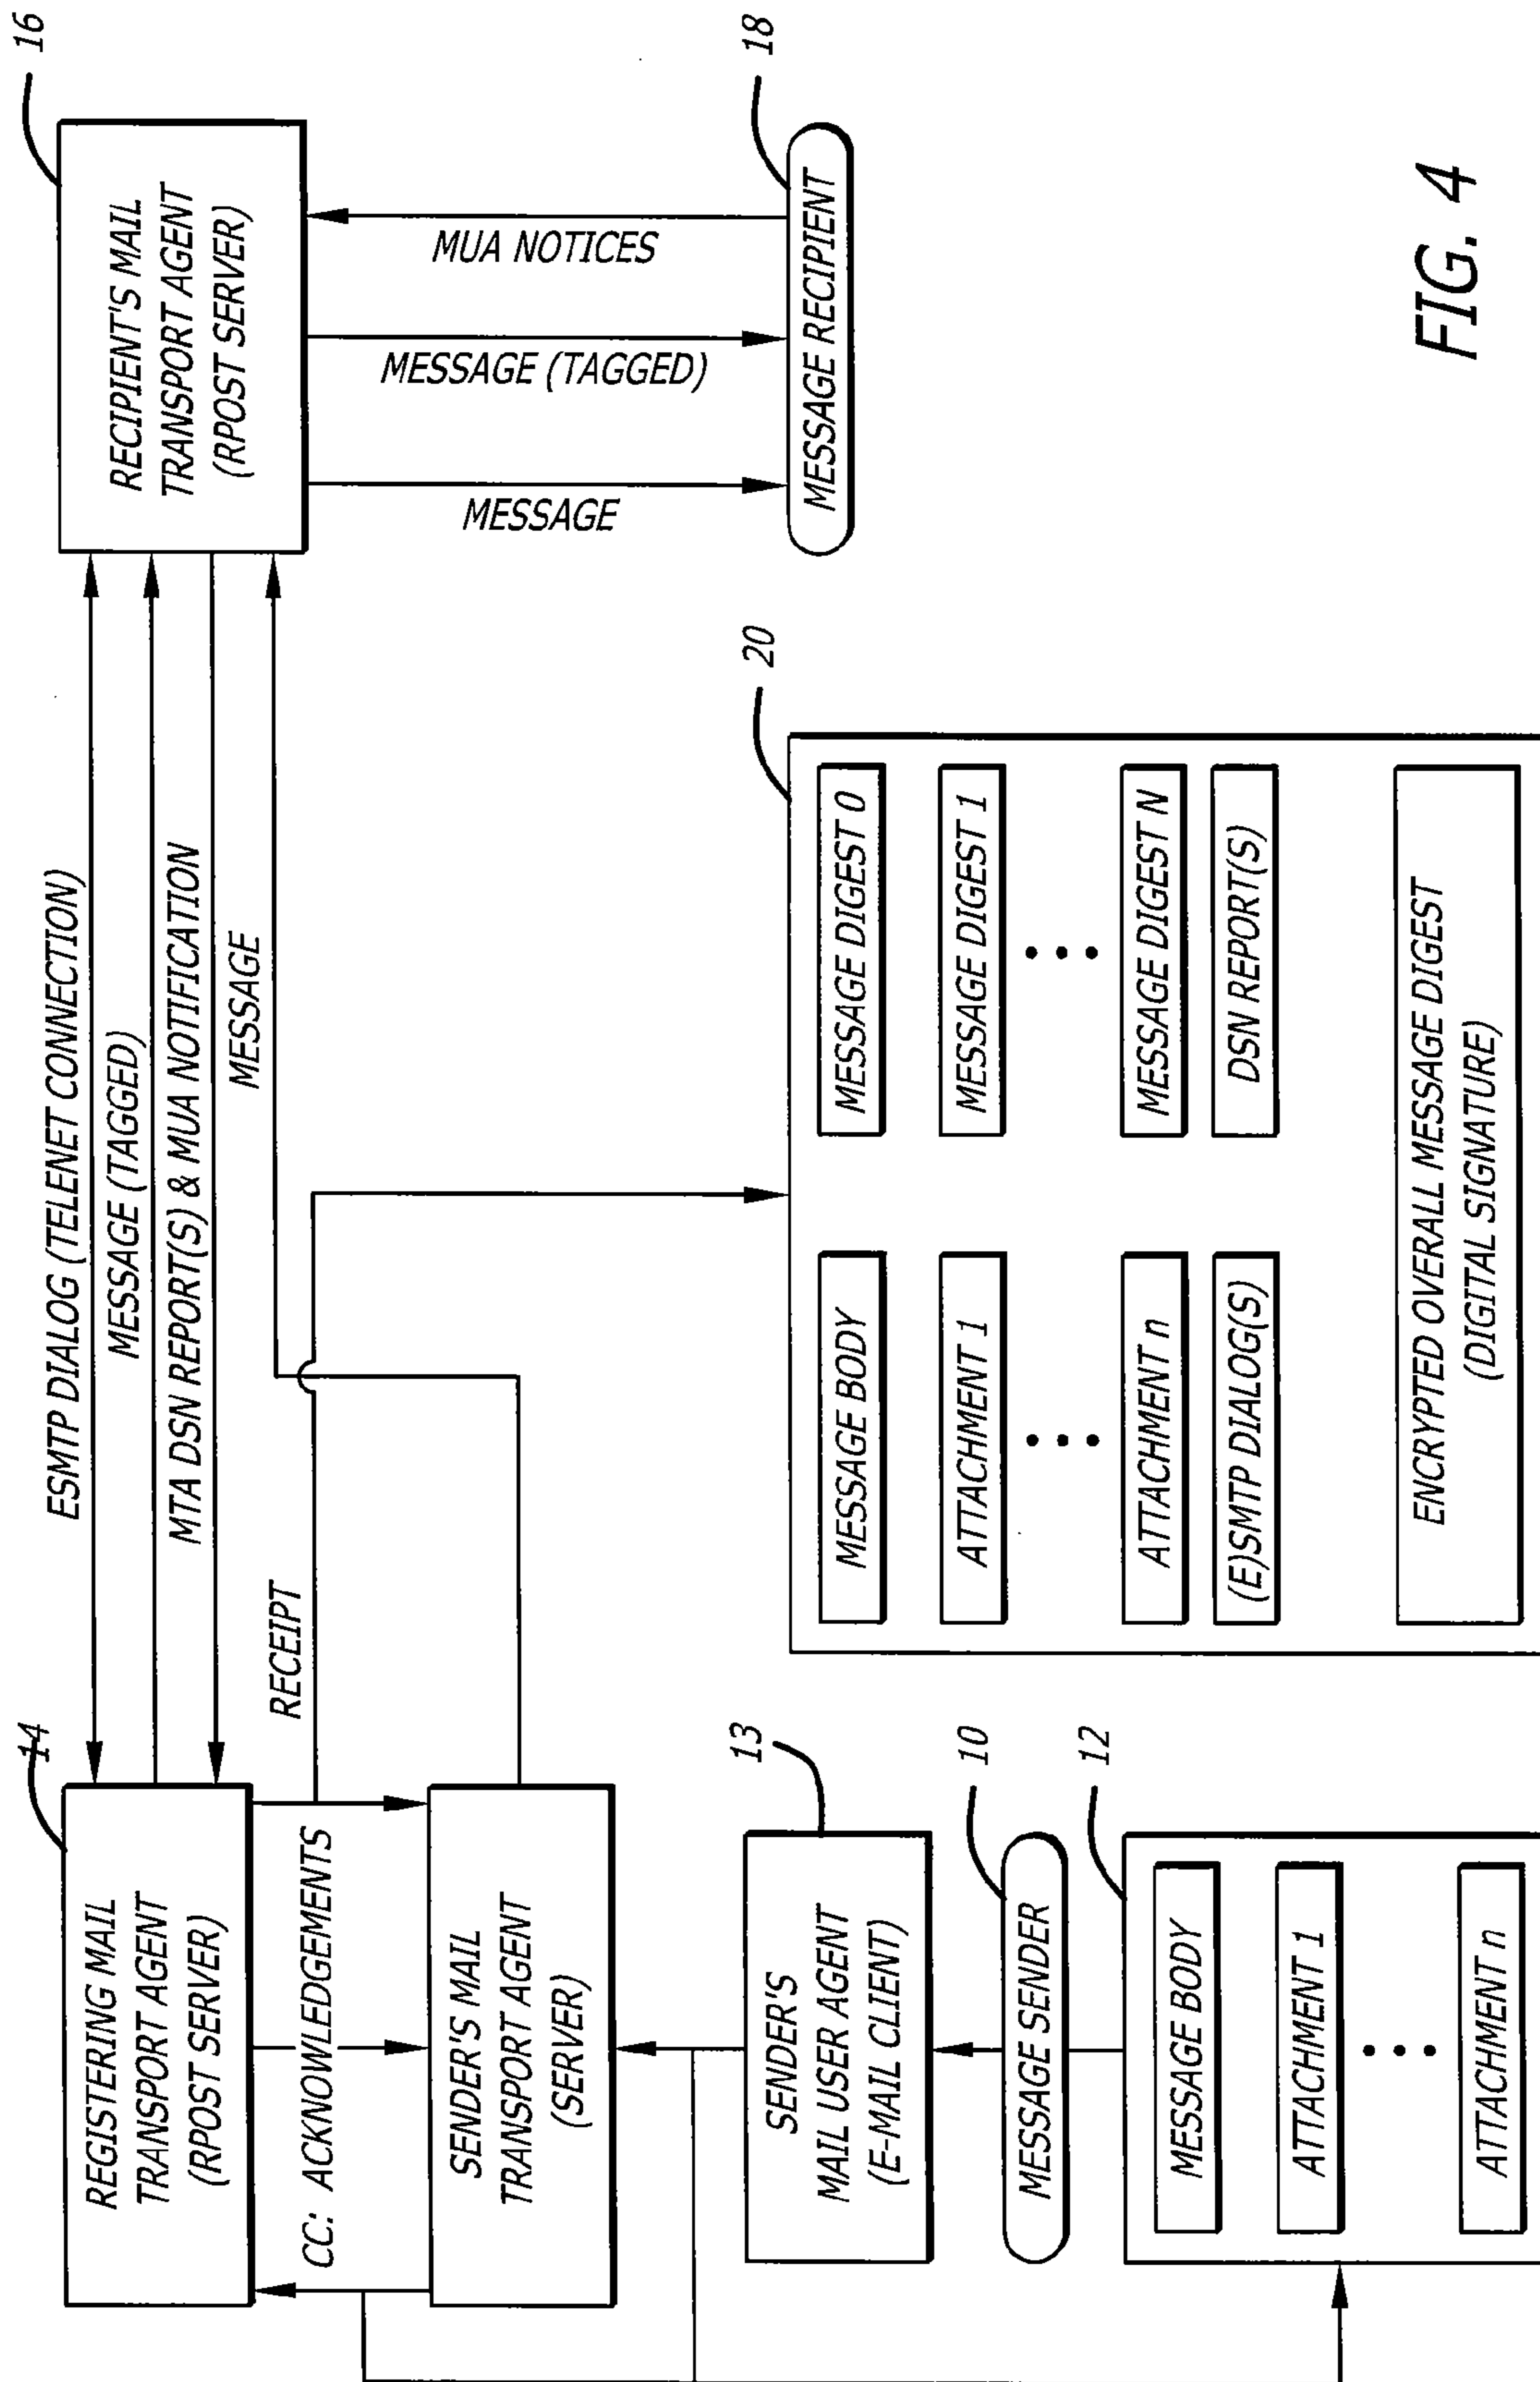 16
RECIPIENT'S MAIL
TRANSPORT AGENT
(RPOST SERVER)
ESMTP DIALOG (TELENET CONNECTION)
MESSAGE (TAGGED)
MTA DSN REPORT(S) & MUA NOTIFICATION
MESSAGE
14
REGISTERING MAIL
TRANSPORT AGENT
(RPOST SERVER)
RECEIPT
CC: ACKNOWLEDGEMENTS
SENDER'S MAIL
TRANSPORT AGENT
(SERVER)
MESSAGE
MESSAGE (TAGGED)
MUA NOTICES
18
MESSAGE RECIPIENT
13
SENDER'S
MAIL USER AGENT
(E-MAIL CLIENT)
10
MESSAGE SENDER
12
MESSAGE BODY
ATTACHMENT 1
ATTACHMENT n
20
MESSAGE BODY
MESSAGE DIGEST 0
ATTACHMENT 1
MESSAGE DIGEST 1
ATTACHMENT n
MESSAGE DIGEST N
(E)SMTP DIALOG(S)
DSN REPORT(S)
ENCRYPTED OVERALL MESSAGE DIGEST
(DIGITAL SIGNATURE)
FIG. 4